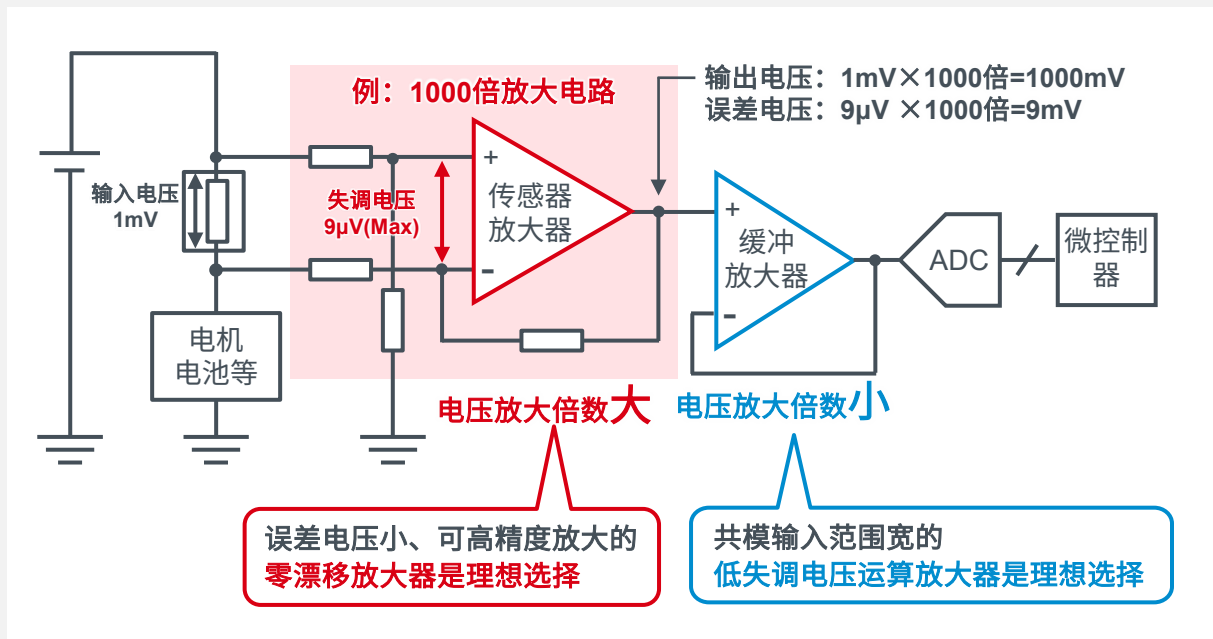 例：1000倍放大电路
输出电压：1mV×1000倍=1000mV
误差电压：9μV ×1000倍=9mV
输入电压
1mV
失调电压
9μV(Max)
+
传感器
放大器
-
+
缓冲
放大器
-
ADC
微控制
器
电机
电池等
电压放大倍数大
电压放大倍数小
误差电压小、可高精度放大的
零漂移放大器是理想选择
共模输入范围宽的
低失调电压运算放大器是理想选择